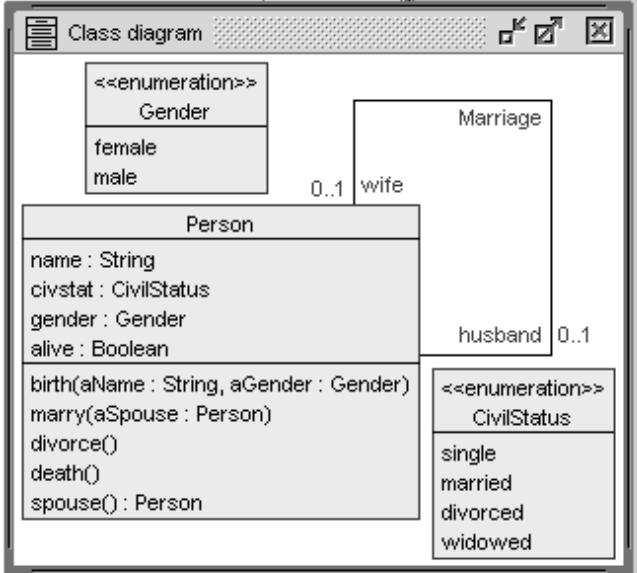 Class diagram
<<enumeration>>
Gender
female
male
Marriage
0..1 wife
Person
name : String
civstat : CivilStatus
gender : Gender
alive : Boolean
husband 0..1
birth(aName : String, aGender : Gender)
marry(aSpouse : Person)
divorce()
death()
spouse() : Person
<<enumeration>>
CivilStatus
single
married
divorced
widowed